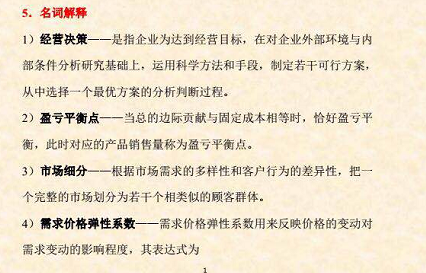 5．名词解释
1）经营决策——是指企业为达到经营目标，在对企业外部环境与内
部条件分析研究基础上，运用科学方法和手段，制定若干可行方案，
从中选择一个最优方案的分析判断过程。
2）盈亏平衡点——当总的边际贡献与固定成本相等时，恰好盈亏平
衡，此时对应的产品销售量称为盈亏平衡点。
3）市场细分——根据市场需求的多样性和客户行为的差异性，把一
个完整的市场划分为若干个相类似的顾客群体。
4）需求价格弹性系数——需求价格弹性系数用来反映价格的变动对
需求变动的影响程度，其表达式为
1